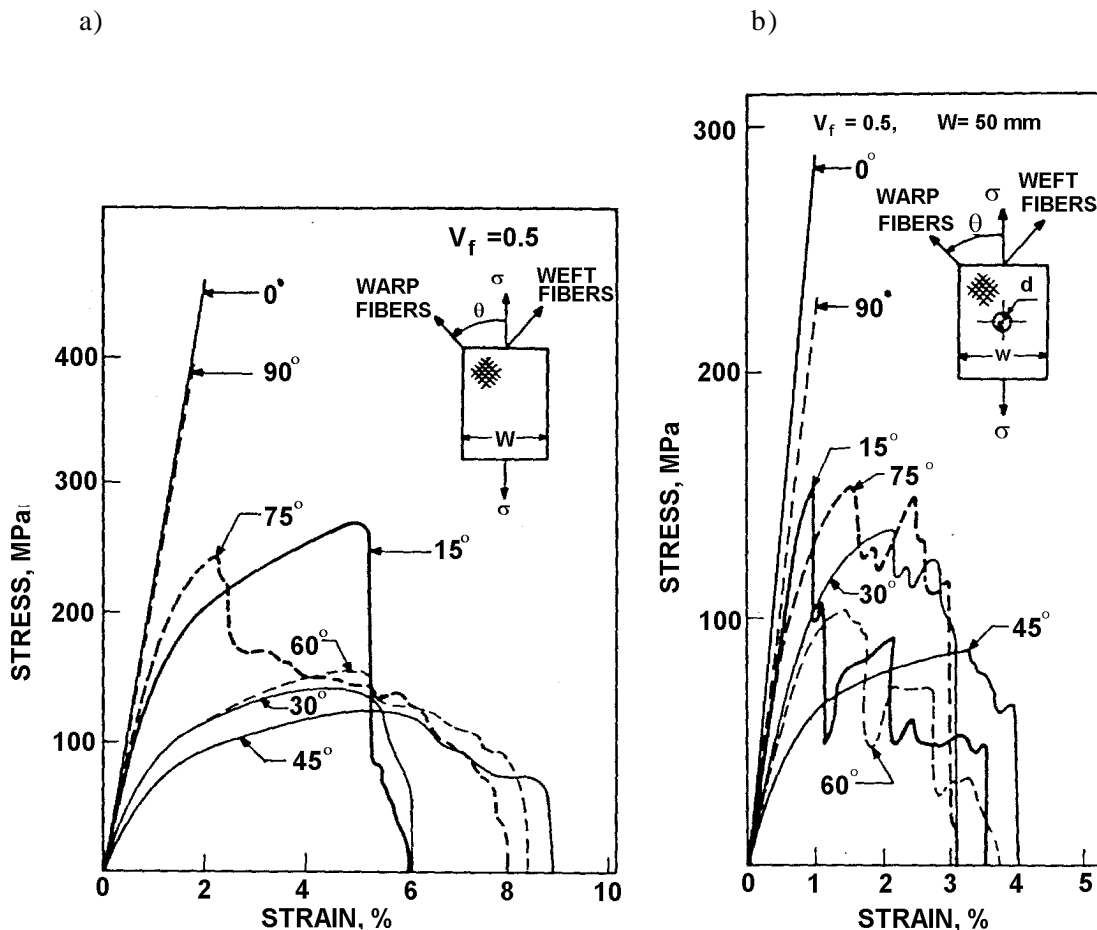 a)
V_f =0.5
0°
90°
WARP
FIBERS
θ
σ
WEFT
FIBERS
W
σ
75°
15°
60°
30°
45°
400
300
200
100
0
2
4
6
8
10
STRESS, MPa
STRAIN, %
b)
V_f = 0.5, W= 50 mm
0°
WARP
FIBERS
θ
σ
WEFT
FIBERS
d
W
σ
90°
15°
75°
30°
45°
60°
300
200
100
0
1
2
3
4
5
STRESS, MPa
STRAIN, %